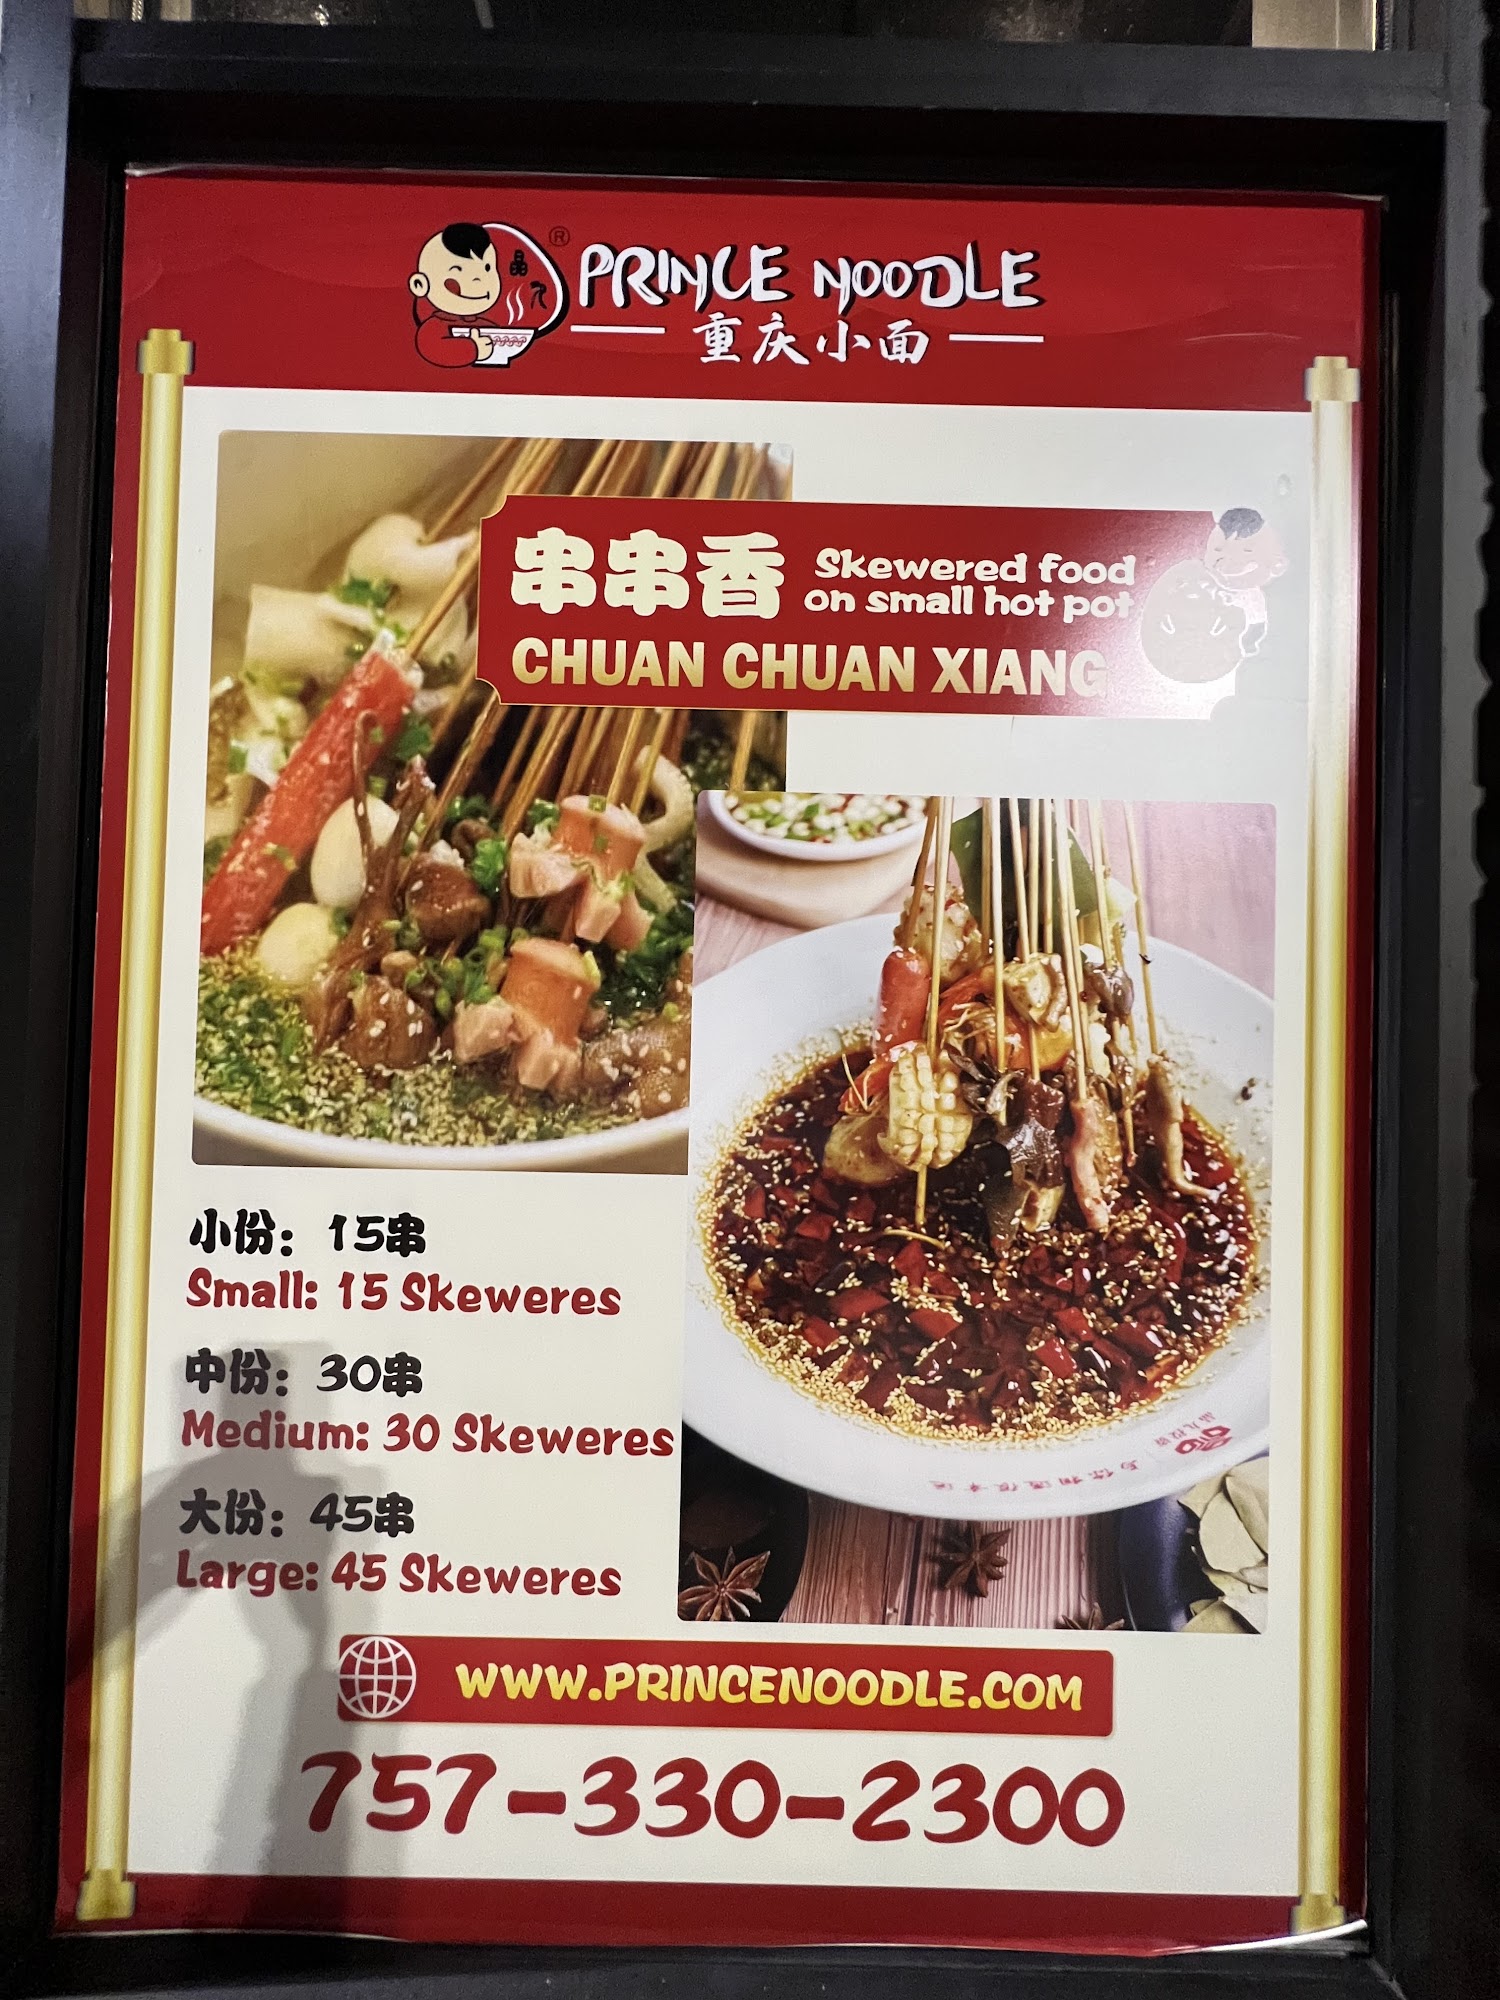 晶九
®
PRINCE NOODLE
重庆小面
串串香
Skewered food
on small hot pot
CHUAN CHUAN XIANG
小份：15串
Small: 15 Skeweres
中份：30串
Medium: 30 Skeweres
大份：45串
Large: 45 Skeweres
WWW.PRINCENOODLE.COM
757-330-2300